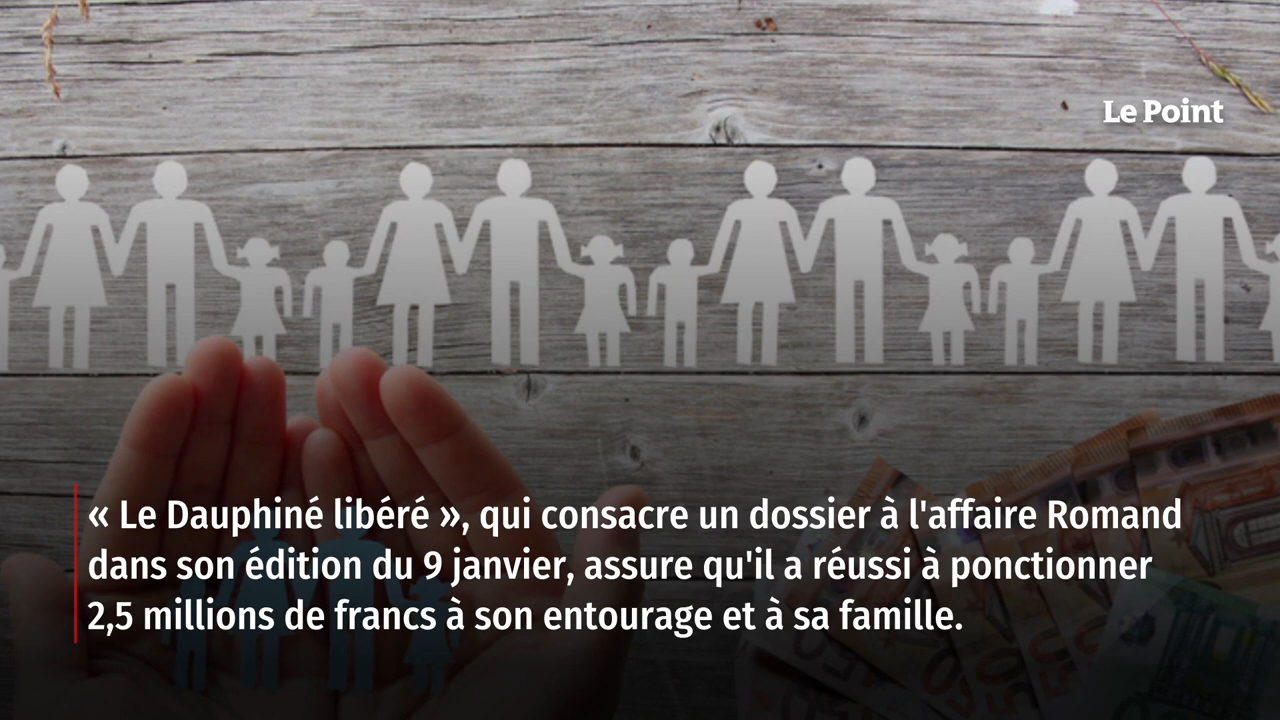 Le Point
« Le Dauphiné libéré », qui consacre un dossier à l'affaire Romand
dans son édition du 9 janvier, assure qu'il a réussi à ponctionner
2,5 millions de francs à son entourage et à sa famille.